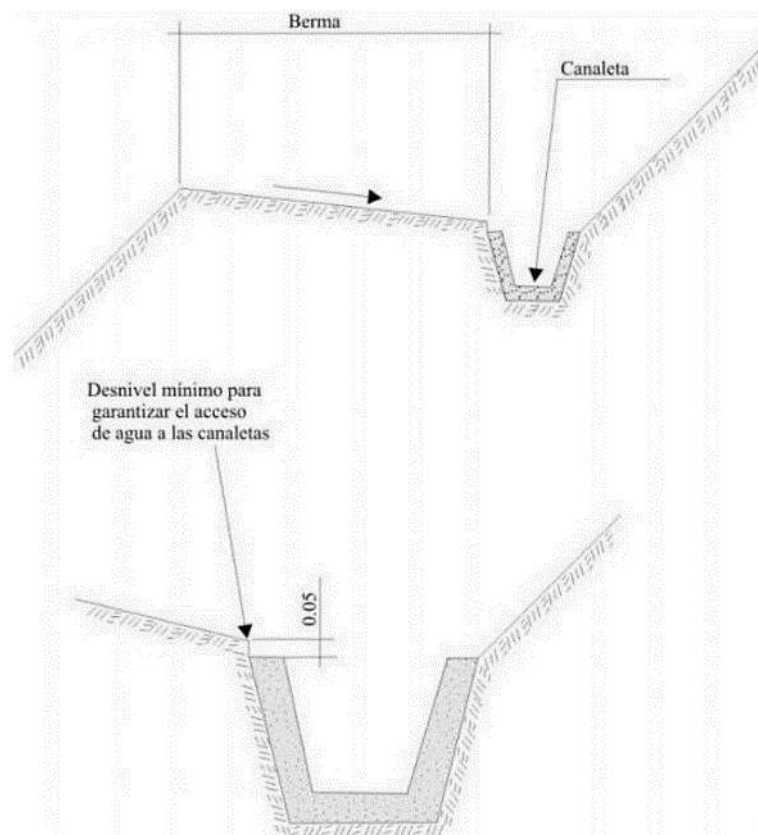 Berma
Canaleta
Desnivel mínimo para
garantizar el acceso
de agua a las canaletas
0.05